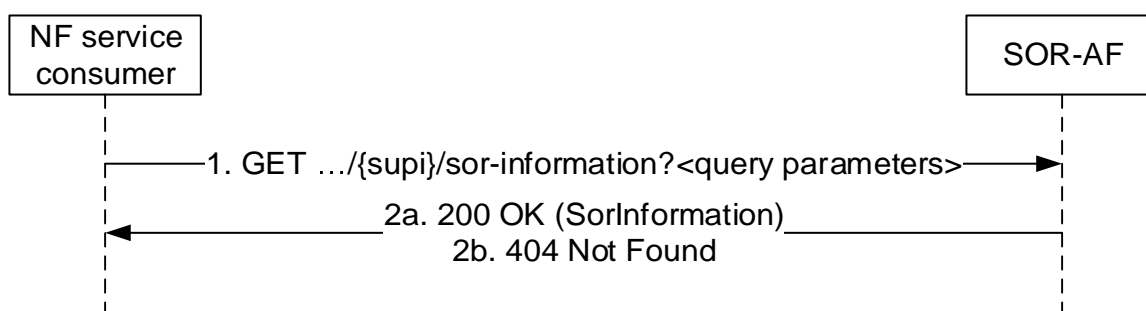 NF service
consumer
SOR-AF
1. GET …/{supi}/sor-information?<query parameters>
2a. 200 OK (SorInformation)
2b. 404 Not Found